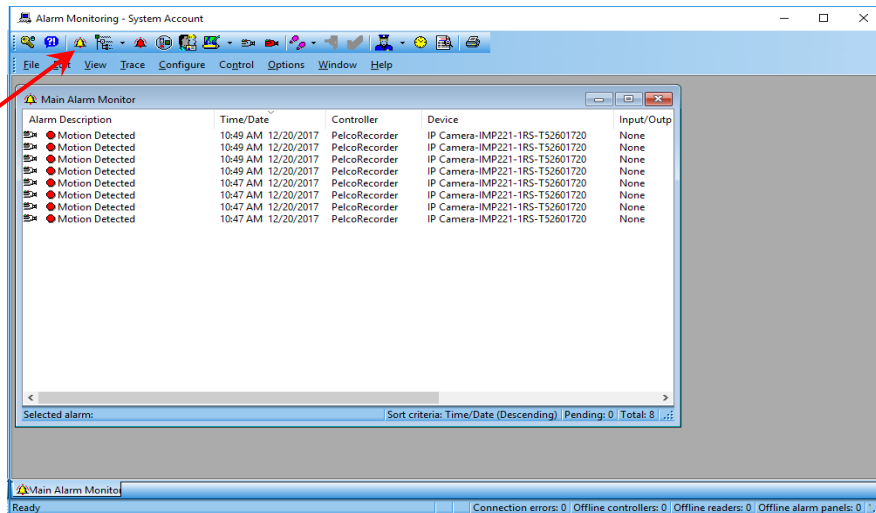 Alarm Monitoring - System Account
File View Trace Configure Control Options Window Help
Main Alarm Monitor
Alarm Description Time/Date Controller Device Input/Outp
Motion Detected 10:49 AM 12/20/2017 PelcoRecorder IP Camera-IMP221-1RS-T52601720 None
Motion Detected 10:49 AM 12/20/2017 PelcoRecorder IP Camera-IMP221-1RS-T52601720 None
Motion Detected 10:49 AM 12/20/2017 PelcoRecorder IP Camera-IMP221-1RS-T52601720 None
Motion Detected 10:49 AM 12/20/2017 PelcoRecorder IP Camera-IMP221-1RS-T52601720 None
Motion Detected 10:47 AM 12/20/2017 PelcoRecorder IP Camera-IMP221-1RS-T52601720 None
Motion Detected 10:47 AM 12/20/2017 PelcoRecorder IP Camera-IMP221-1RS-T52601720 None
Motion Detected 10:47 AM 12/20/2017 PelcoRecorder IP Camera-IMP221-1RS-T52601720 None
Motion Detected 10:47 AM 12/20/2017 PelcoRecorder IP Camera-IMP221-1RS-T52601720 None
Selected alarm: Sort criteria: Time/Date (Descending) Pending: 0 Total: 8
Main Alarm Monitor
Ready Connection errors: 0 Offline controllers: 0 Offline readers: 0 Offline alarm panels: 0